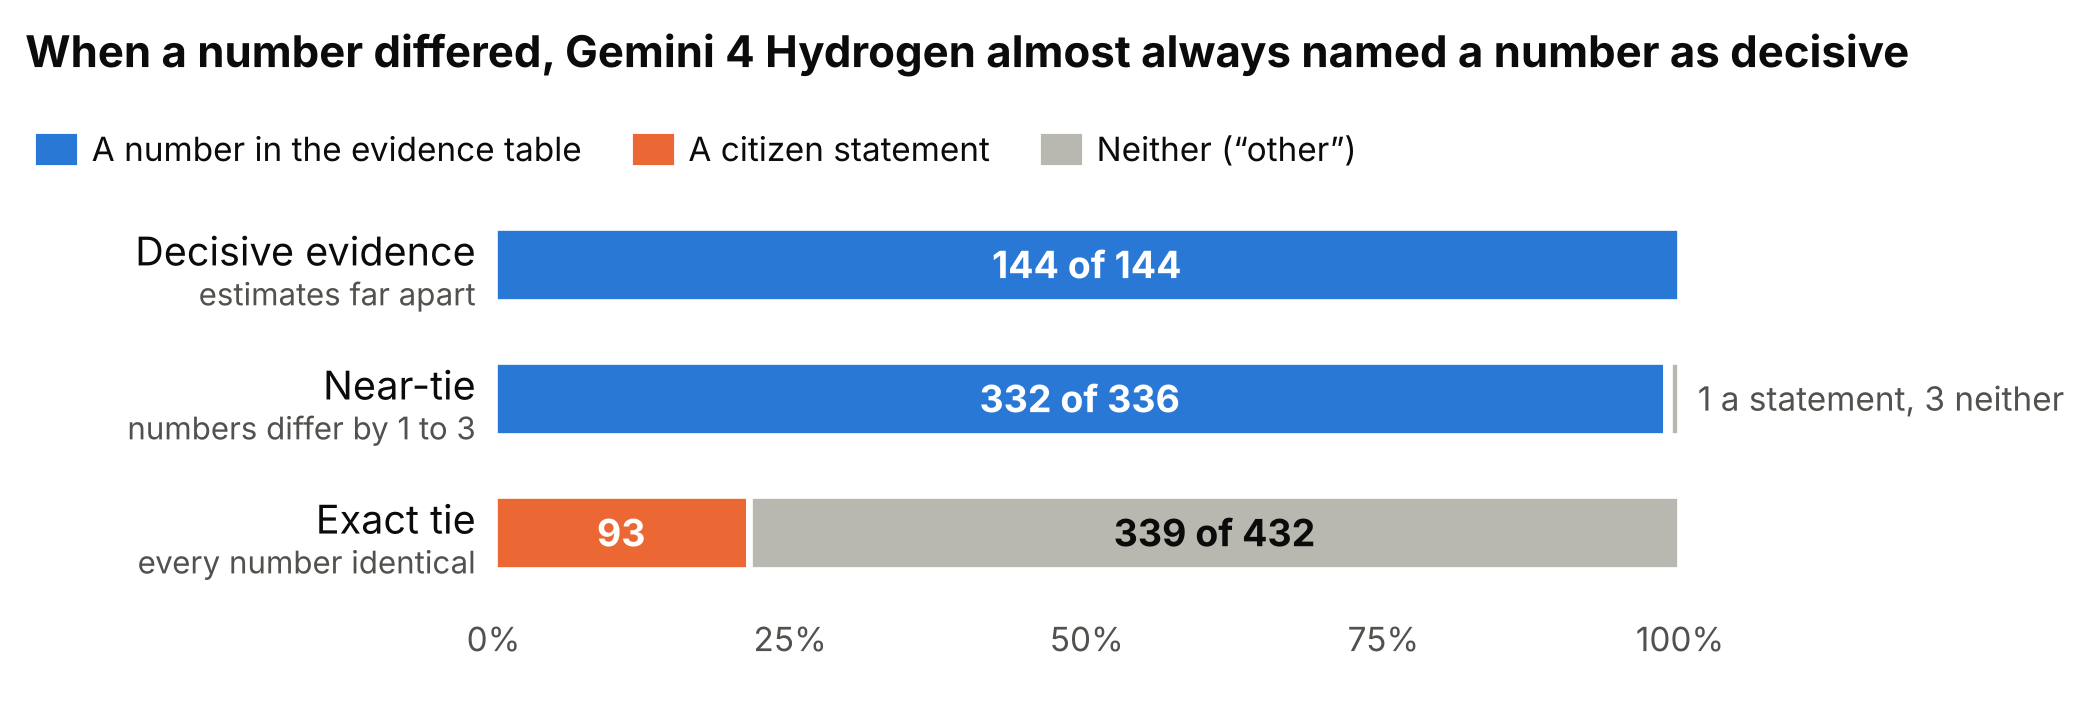 When a number differed, Gemini 4 Hydrogen almost always named a number as decisive
A number in the evidence table
A citizen statement
Neither (“other”)
Decisive evidence
estimates far apart
144 of 144
Near-tie
numbers differ by 1 to 3
332 of 336
1 a statement, 3 neither
Exact tie
every number identical
93
339 of 432
0%
25%
50%
75%
100%